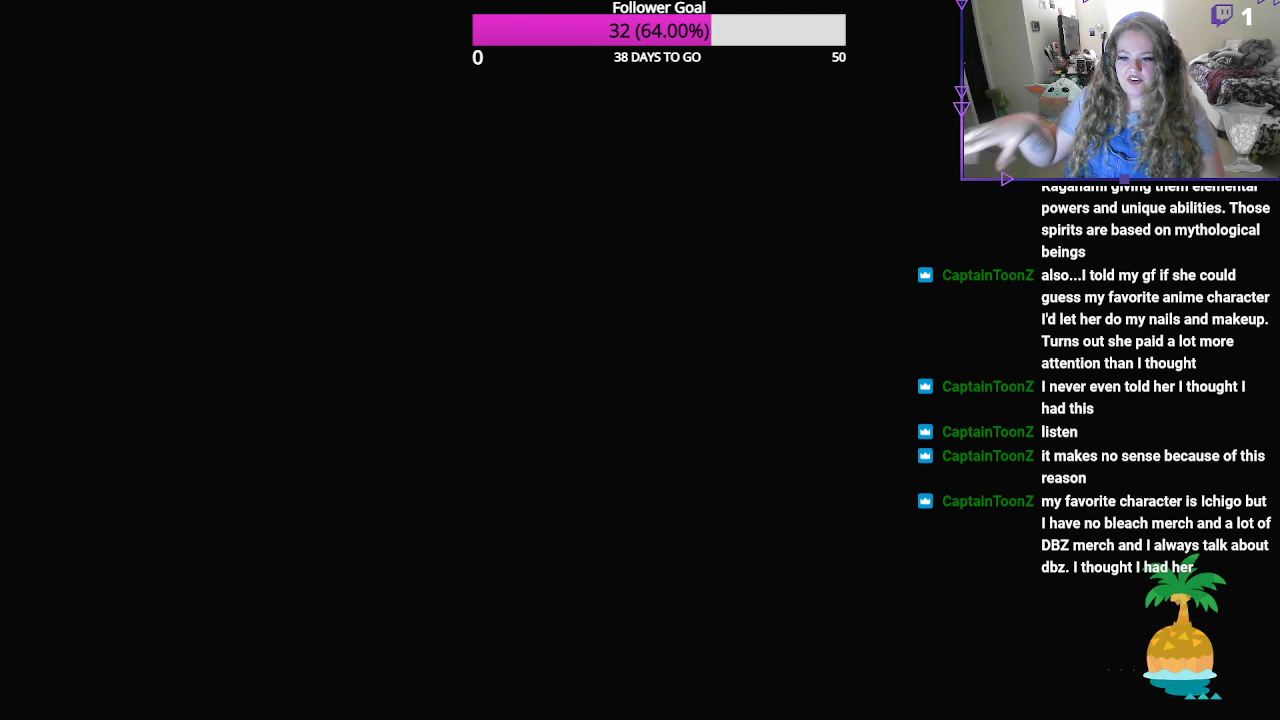 Follower Goal
32 (64.00%)
0
38 DAYS TO GO
50
1
Kaganami giving them elemental
powers and unique abilities. Those
spirits are based on mythological
beings
CaptainToonZ also...I told my gf if she could
guess my favorite anime character
I'd let her do my nails and makeup.
Turns out she paid a lot more
attention than I thought
CaptainToonZ I never even told her I thought I
had this
CaptainToonZ listen
CaptainToonZ it makes no sense because of this
reason
CaptainToonZ my favorite character is Ichigo but
I have no bleach merch and a lot of
DBZ merch and I always talk about
dbz. I thought I had her